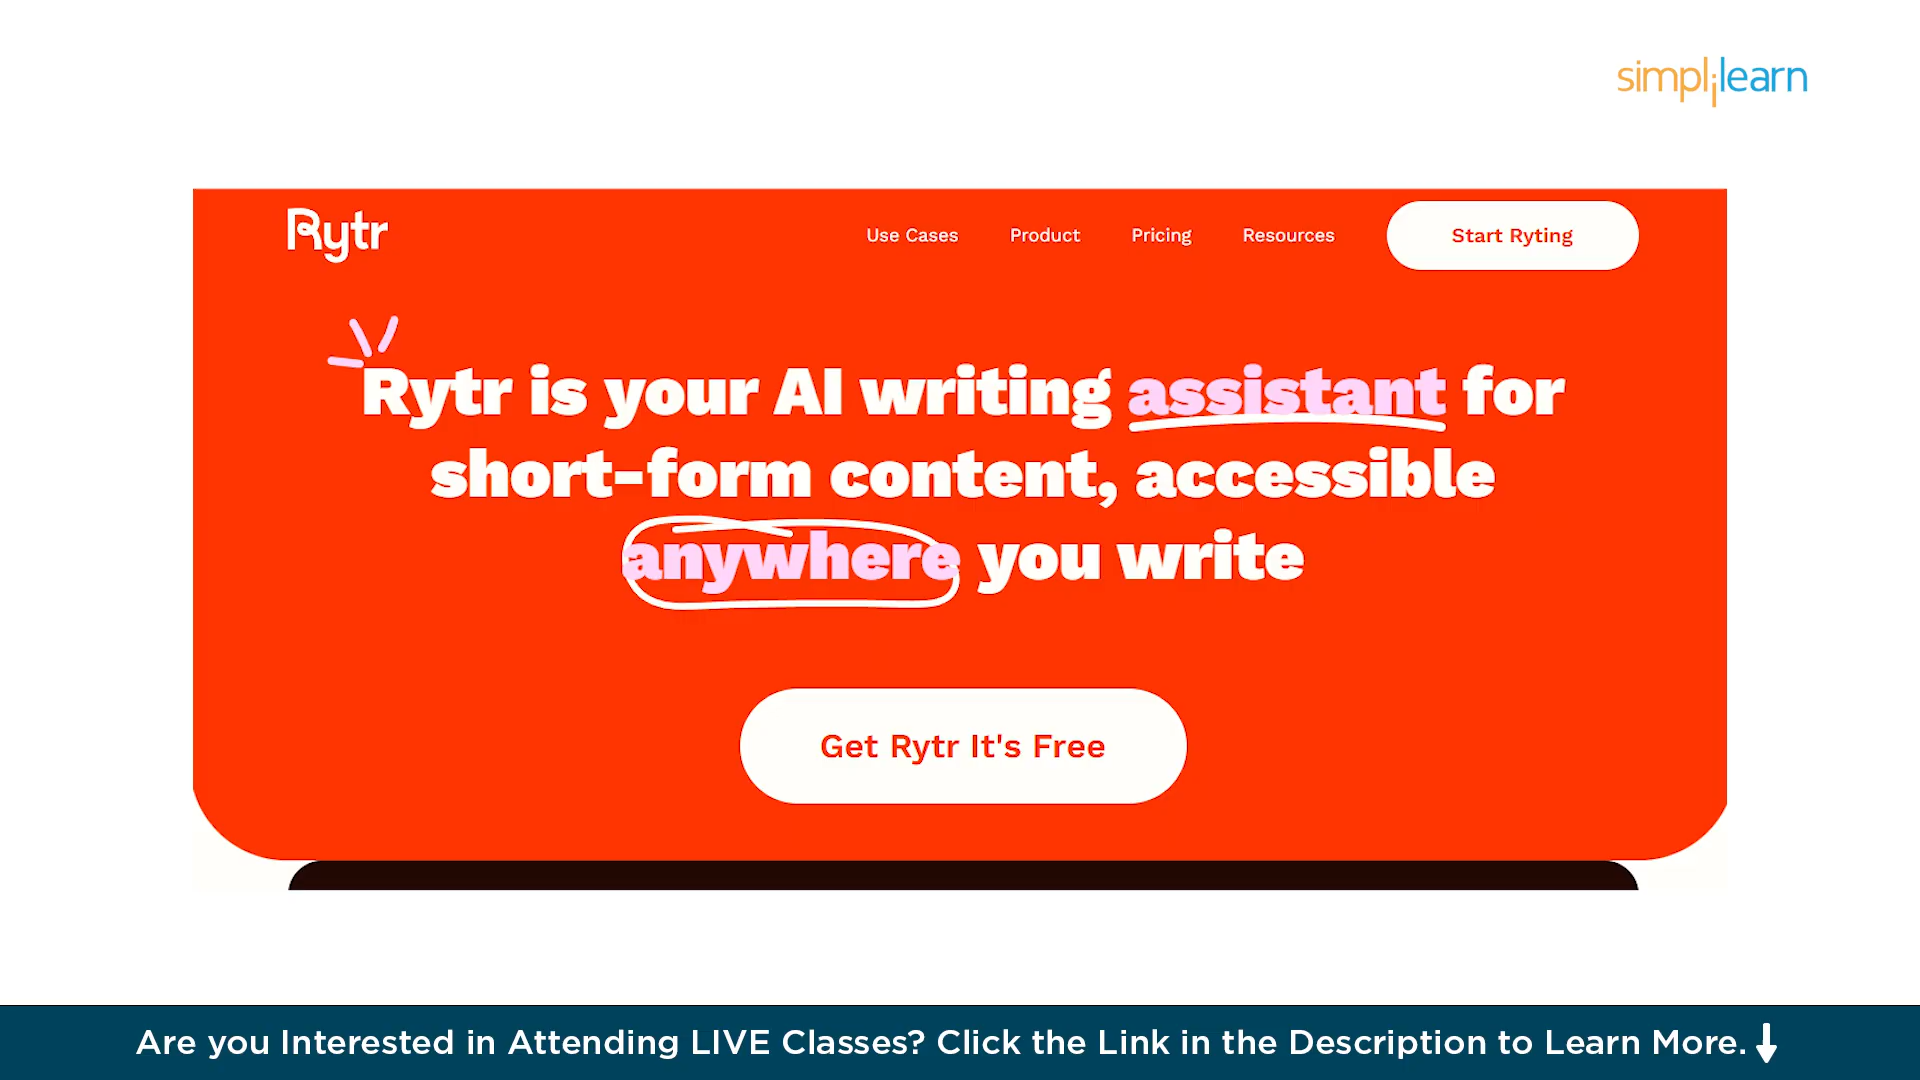 simplilearn
Rytr
Use Cases Product Pricing Resources Start Ryting
Rytr is your AI writing assistant for
short-form content, accessible
anywhere you write
Get Rytr It's Free
Are you Interested in Attending LIVE Classes? Click the Link in the Description to Learn More.